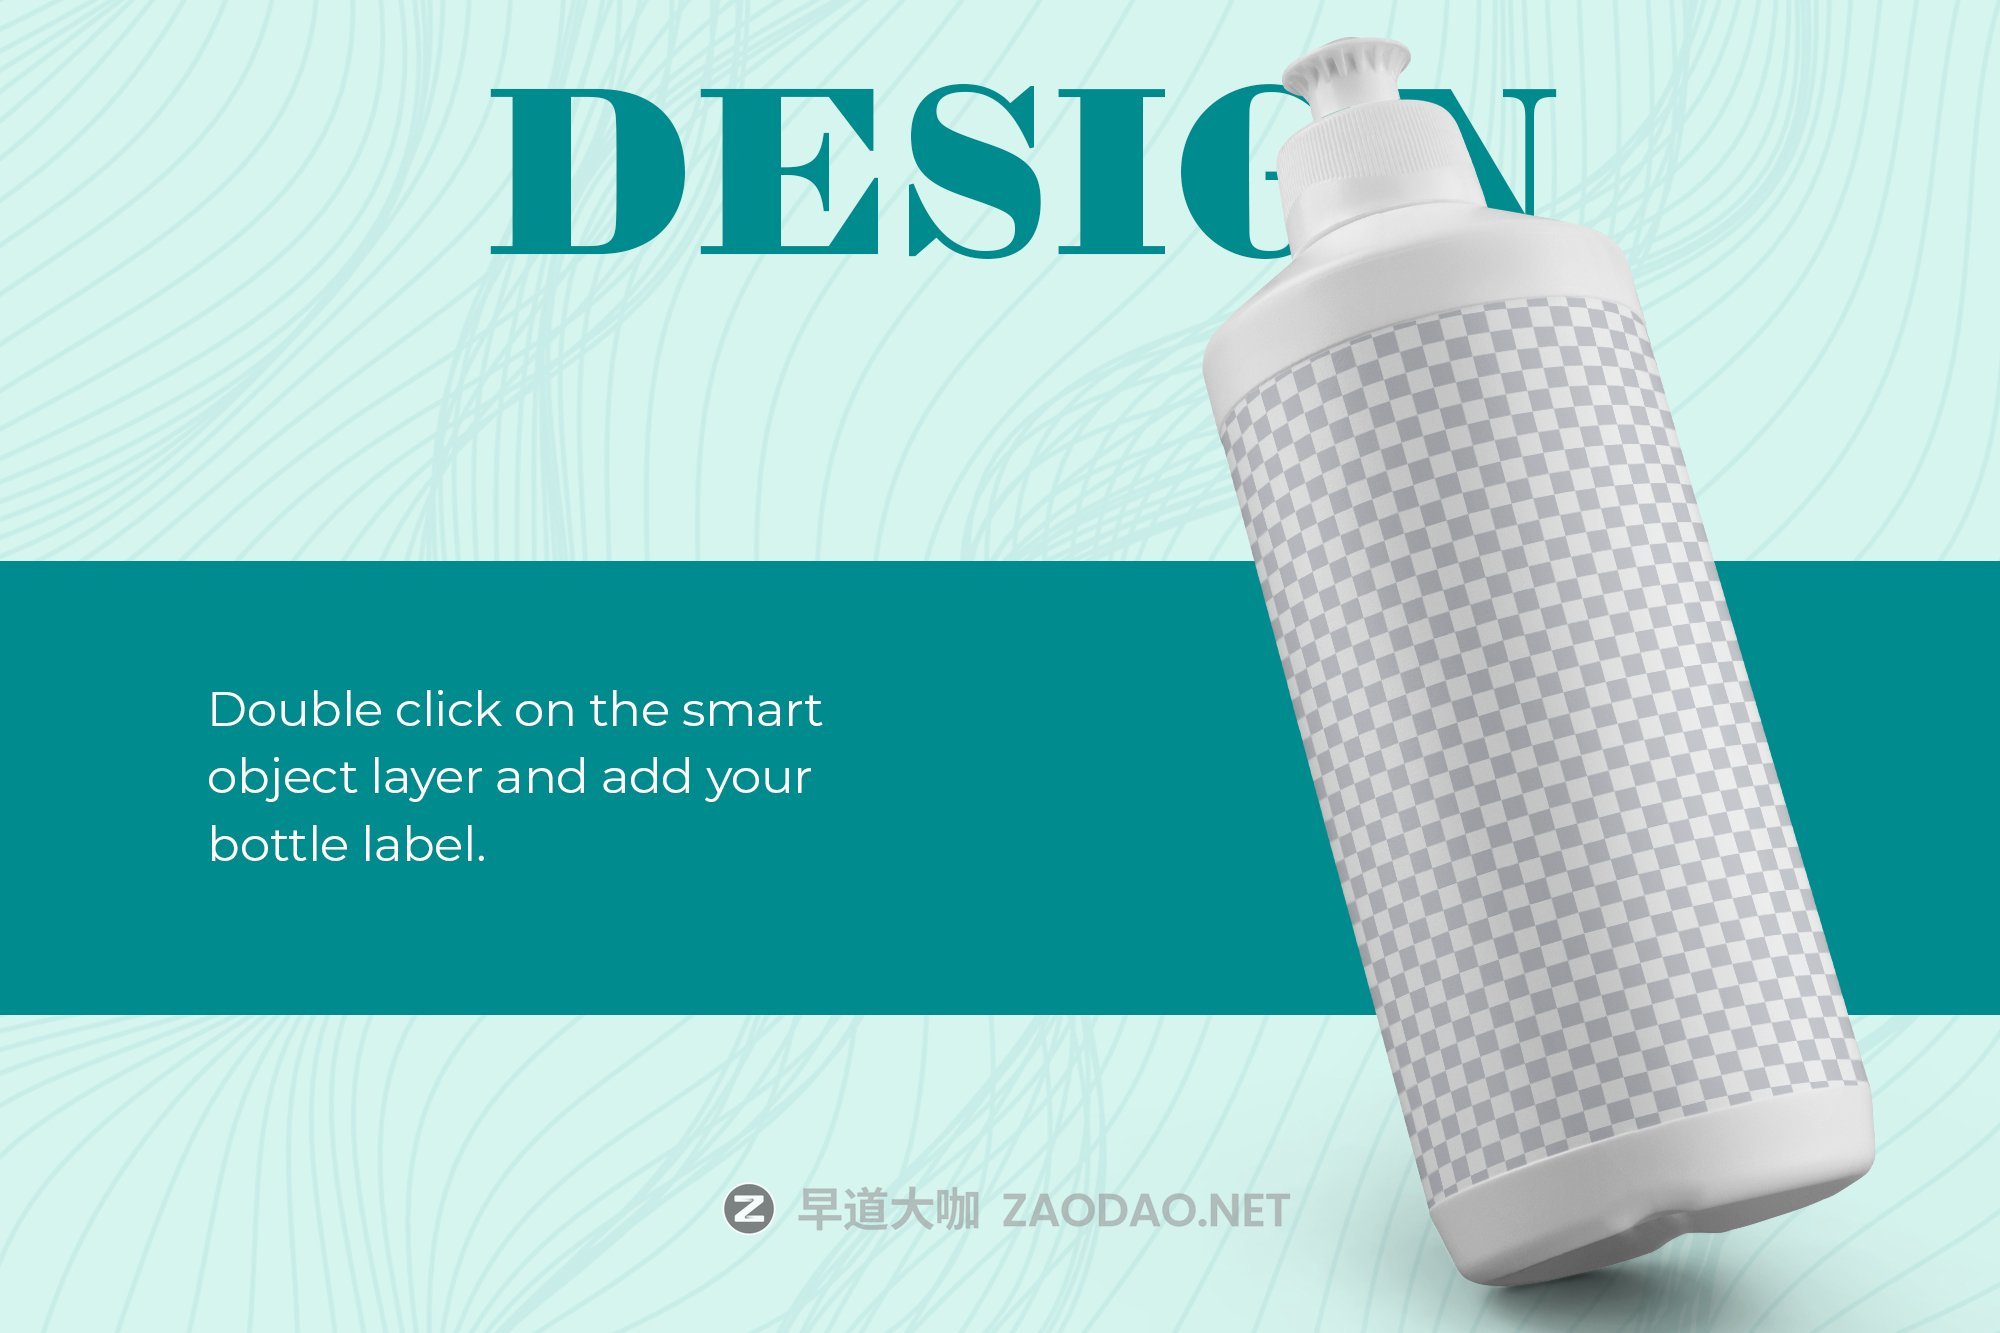 DESIGN
Double click on the smart
object layer and add your
bottle label.
Z 早道大咖 ZAODAO.NET